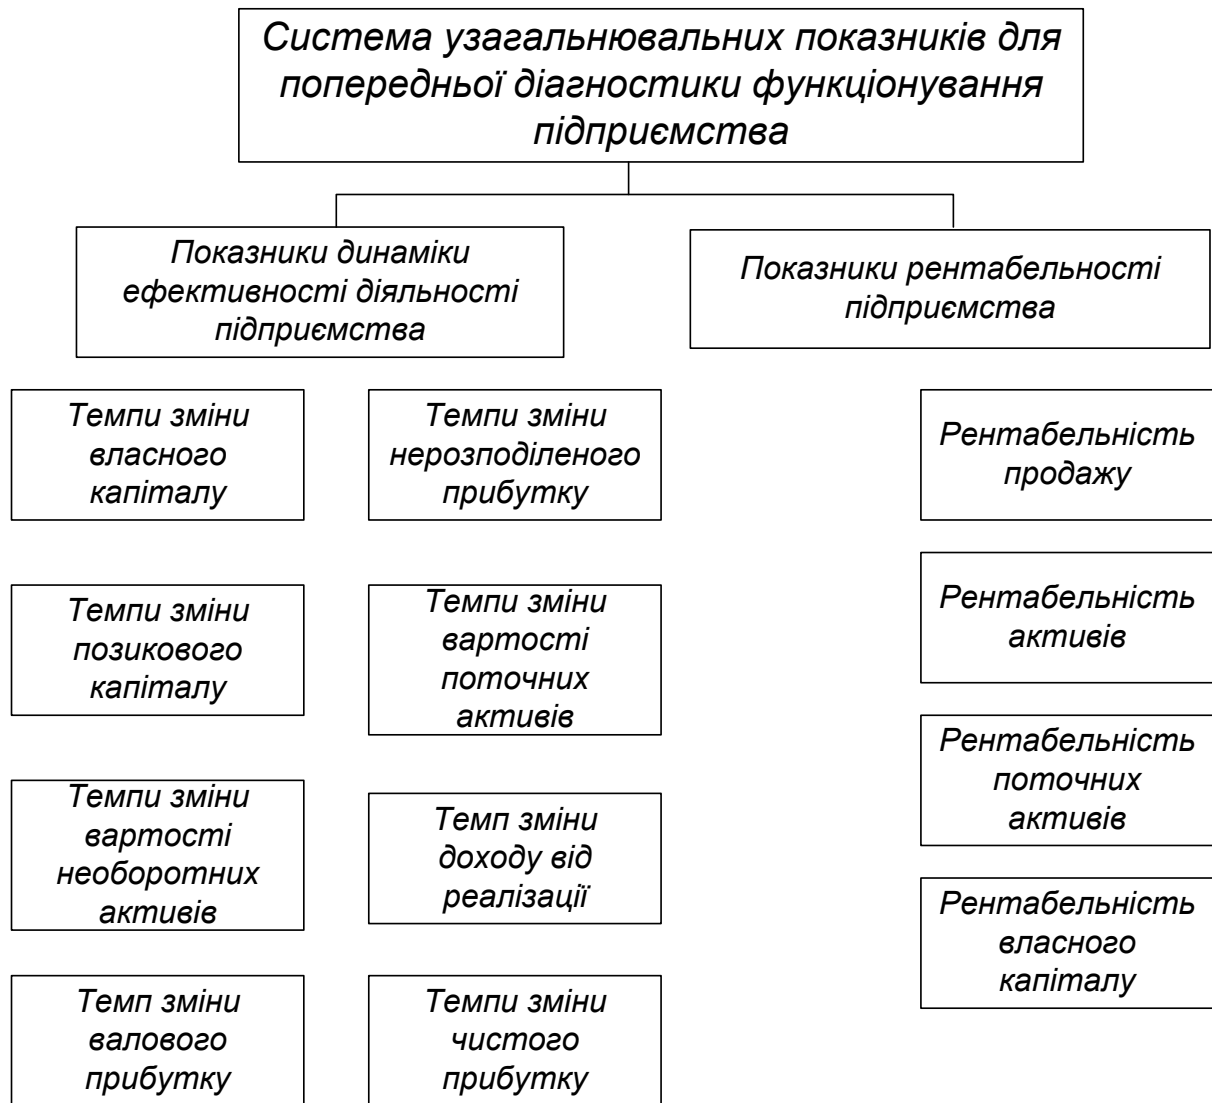 Система узагальнювальних показників для
попередньої діагностики функціонування
підприємства
Показники динаміки
ефективності діяльності
підприємства
Показники рентабельності
підприємства
Темпи зміни
власного
капіталу
Темпи зміни
нерозподіленого
прибутку
Рентабельність
продажу
Темпи зміни
позикового
капіталу
Темпи зміни
вартості
поточних
активів
Рентабельність
активів
Темпи зміни
вартості
необоротних
активів
Темп зміни
доходу від
реалізації
Рентабельність
поточних
активів
Рентабельність
власного
капіталу
Темп зміни
валового
прибутку
Темпи зміни
чистого
прибутку